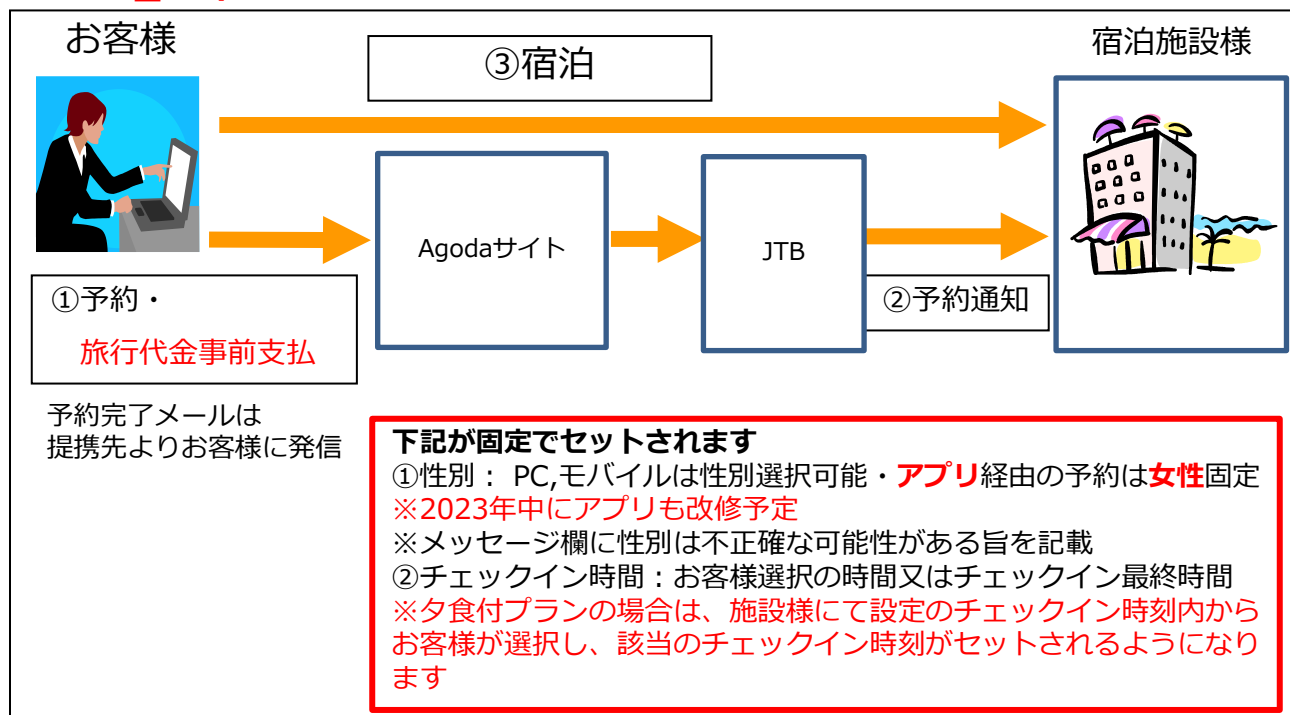 お客様
③宿泊
宿泊施設様
Agodaサイト
JTB
①予約・
旅行代金事前支払
②予約通知
予約完了メールは
提携先よりお客様に発信
下記が固定でセットされます
①性別： PC,モバイルは性別選択可能・アプリ経由の予約は女性固定
※2023年中にアプリも改修予定
※メッセージ欄に性別は不正確な可能性がある旨を記載
②チェックイン時間：お客様選択の時間又はチェックイン最終時間
※夕食付プランの場合は、施設様にて設定のチェックイン時刻内から
お客様が選択し、該当のチェックイン時刻がセットされるようになり
ます